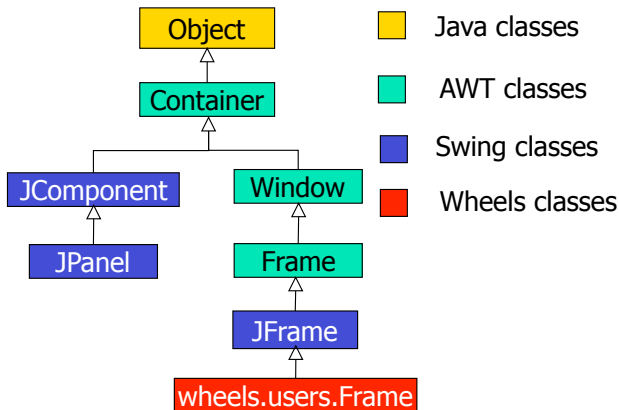 Object
Java classes
Container
AWT classes
Swing classes
JComponent
Window
Wheels classes
JPanel
Frame
JFrame
wheels.users.Frame